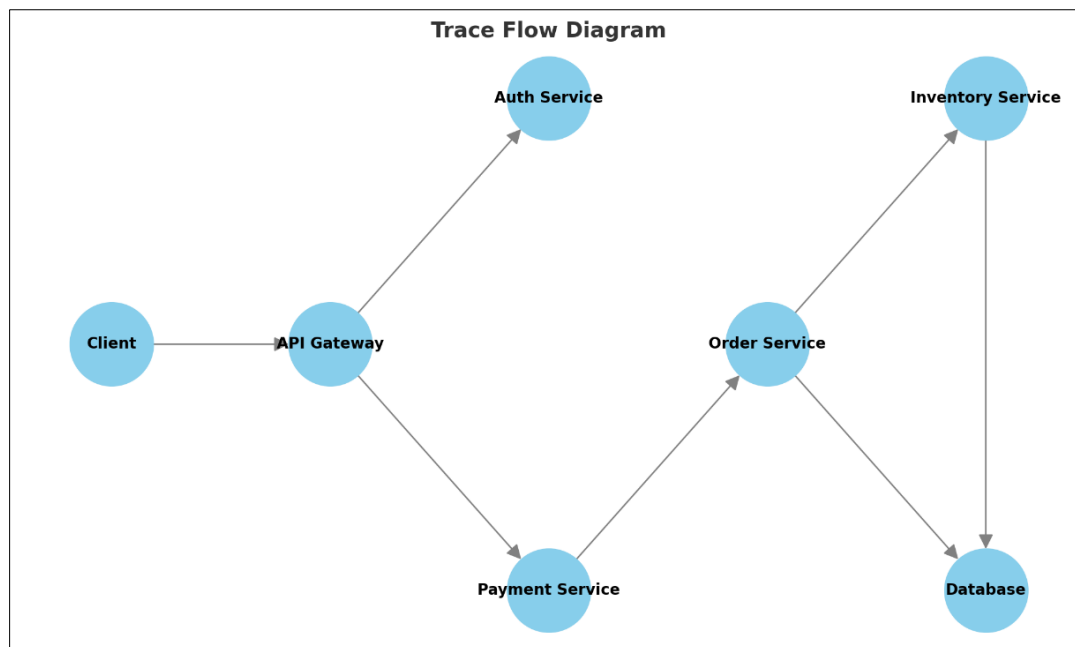 Trace Flow Diagram
Auth Service
Inventory Service
Client
API Gateway
Order Service
Payment Service
Database